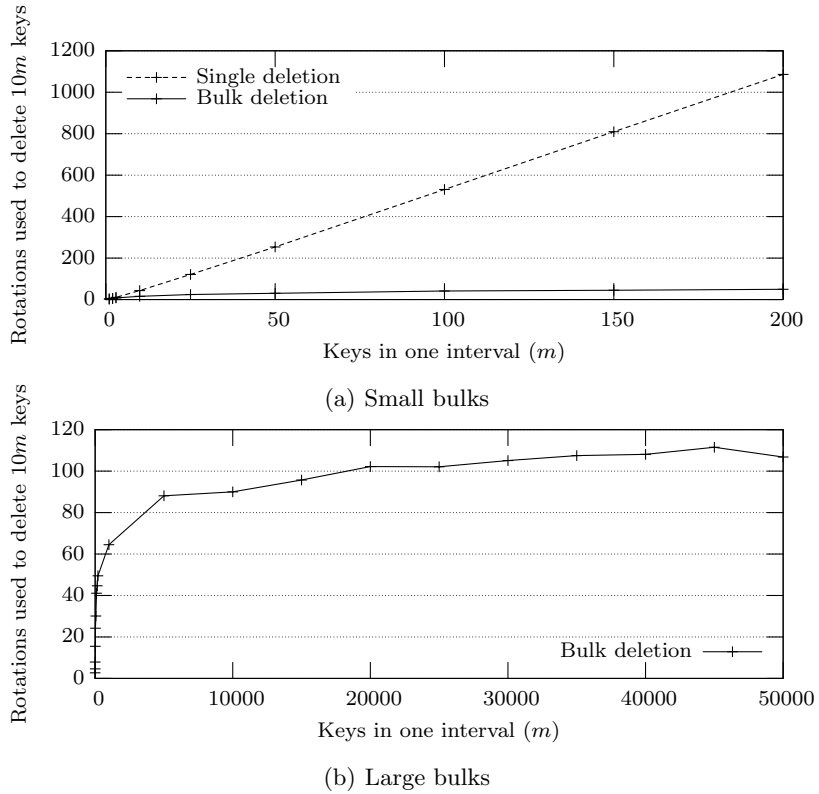 Rotations used to delete 10m keys
1200
1000
800
600
400
200
0
Single deletion
Bulk deletion
0 50 100 150 200
Keys in one interval (m)
(a) Small bulks
Rotations used to delete 10m keys
120
100
80
60
40
20
0
Bulk deletion
0 10000 20000 30000 40000 50000
Keys in one interval (m)
(b) Large bulks